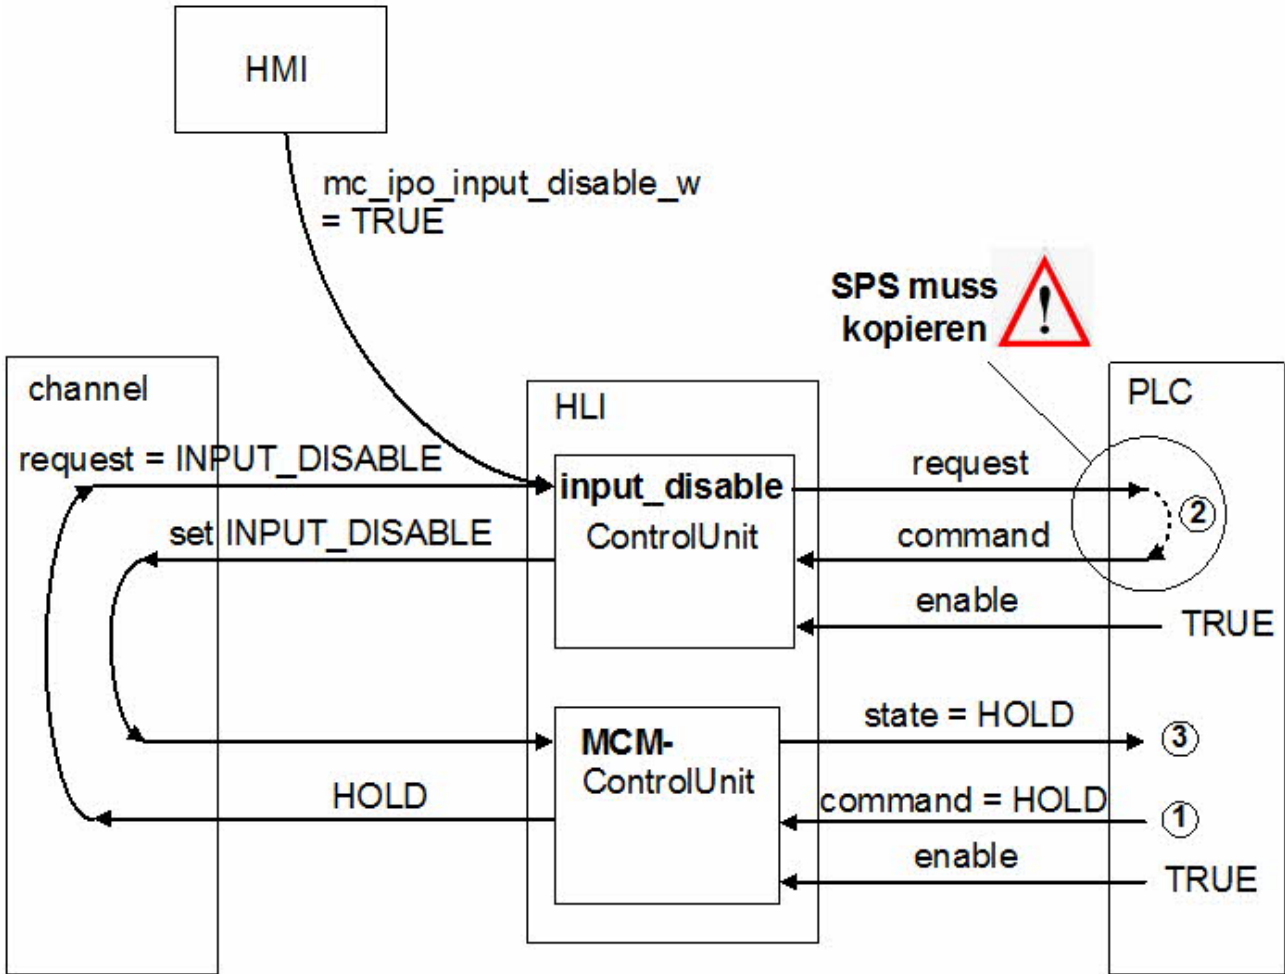 HMI
mc_ipo_input_disable_w
= TRUE
SPS muss
kopieren
!
channel
HLI
PLC
request = INPUT_DISABLE
input_disable
ControlUnit
request
2
set INPUT_DISABLE
command
enable
TRUE
MCM-
ControlUnit
state = HOLD
3
HOLD
command = HOLD
1
enable
TRUE